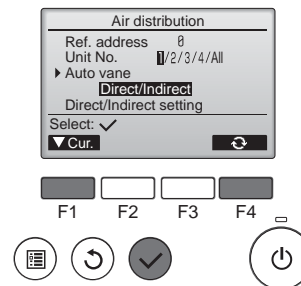 Air distribution
Ref. address 0
Unit No. 1/2/3/4/All
Auto vane
Direct/Indirect
Direct/Indirect setting
Select: ✓
▼Cur.
F1 F2 F3 F4